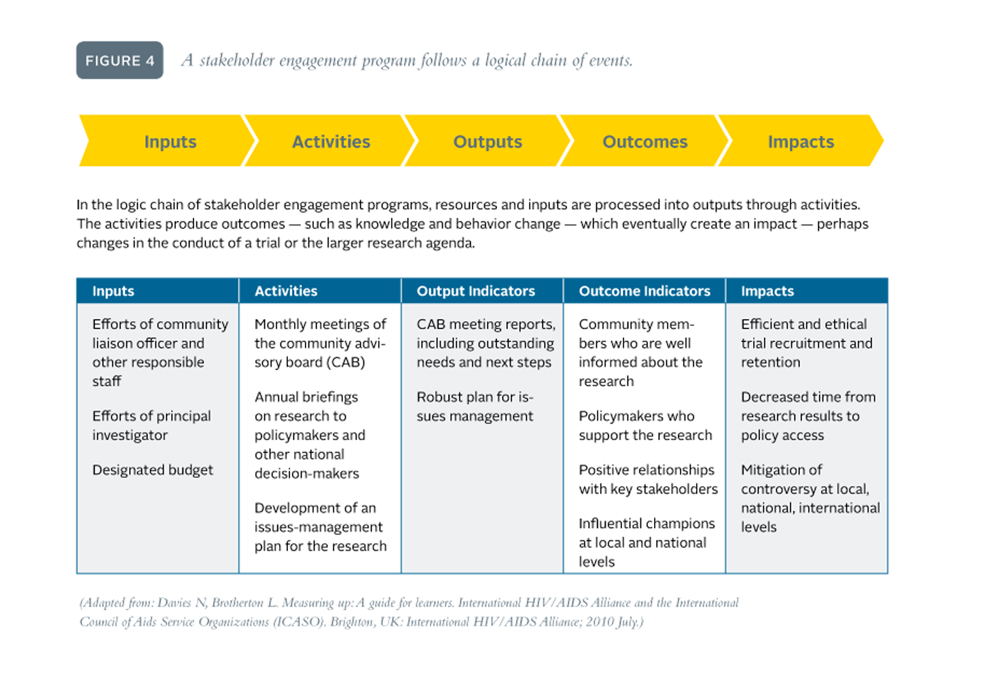 FIGURE 4
A stakeholder engagement program follows a logical chain of events.
Inputs
Activities
Outputs
Outcomes
Impacts
In the logic chain of stakeholder engagement programs, resources and inputs are processed into outputs through activities.
The activities produce outcomes — such as knowledge and behavior change — which eventually create an impact — perhaps
changes in the conduct of a trial or the larger research agenda.
Inputs
Efforts of community
liaison officer and
other responsible
staff
Efforts of principal
investigator
Designated budget
Activities
Monthly meetings of
the community advi-
sory board (CAB)
Annual briefings
on research to
policymakers and
other national
decision-makers
Development of an
issues-management
plan for the research
Output Indicators
CAB meeting reports,
including outstanding
needs and next steps
Robust plan for is-
sues management
Outcome Indicators
Community mem-
bers who are well
informed about the
research
Policymakers who
support the research
Positive relationships
with key stakeholders
Influential champions
at local and national
levels
Impacts
Efficient and ethical
trial recruitment and
retention
Decreased time from
research results to
policy access
Mitigation of
controversy at local,
national, international
levels
(Adapted from: Davies N, Brotherton L. Measuring up: A guide for learners. International HIV/AIDS Alliance and the International
Council of Aids Service Organizations (ICASO). Brighton, UK: International HIV/AIDS Alliance; 2010 July.)